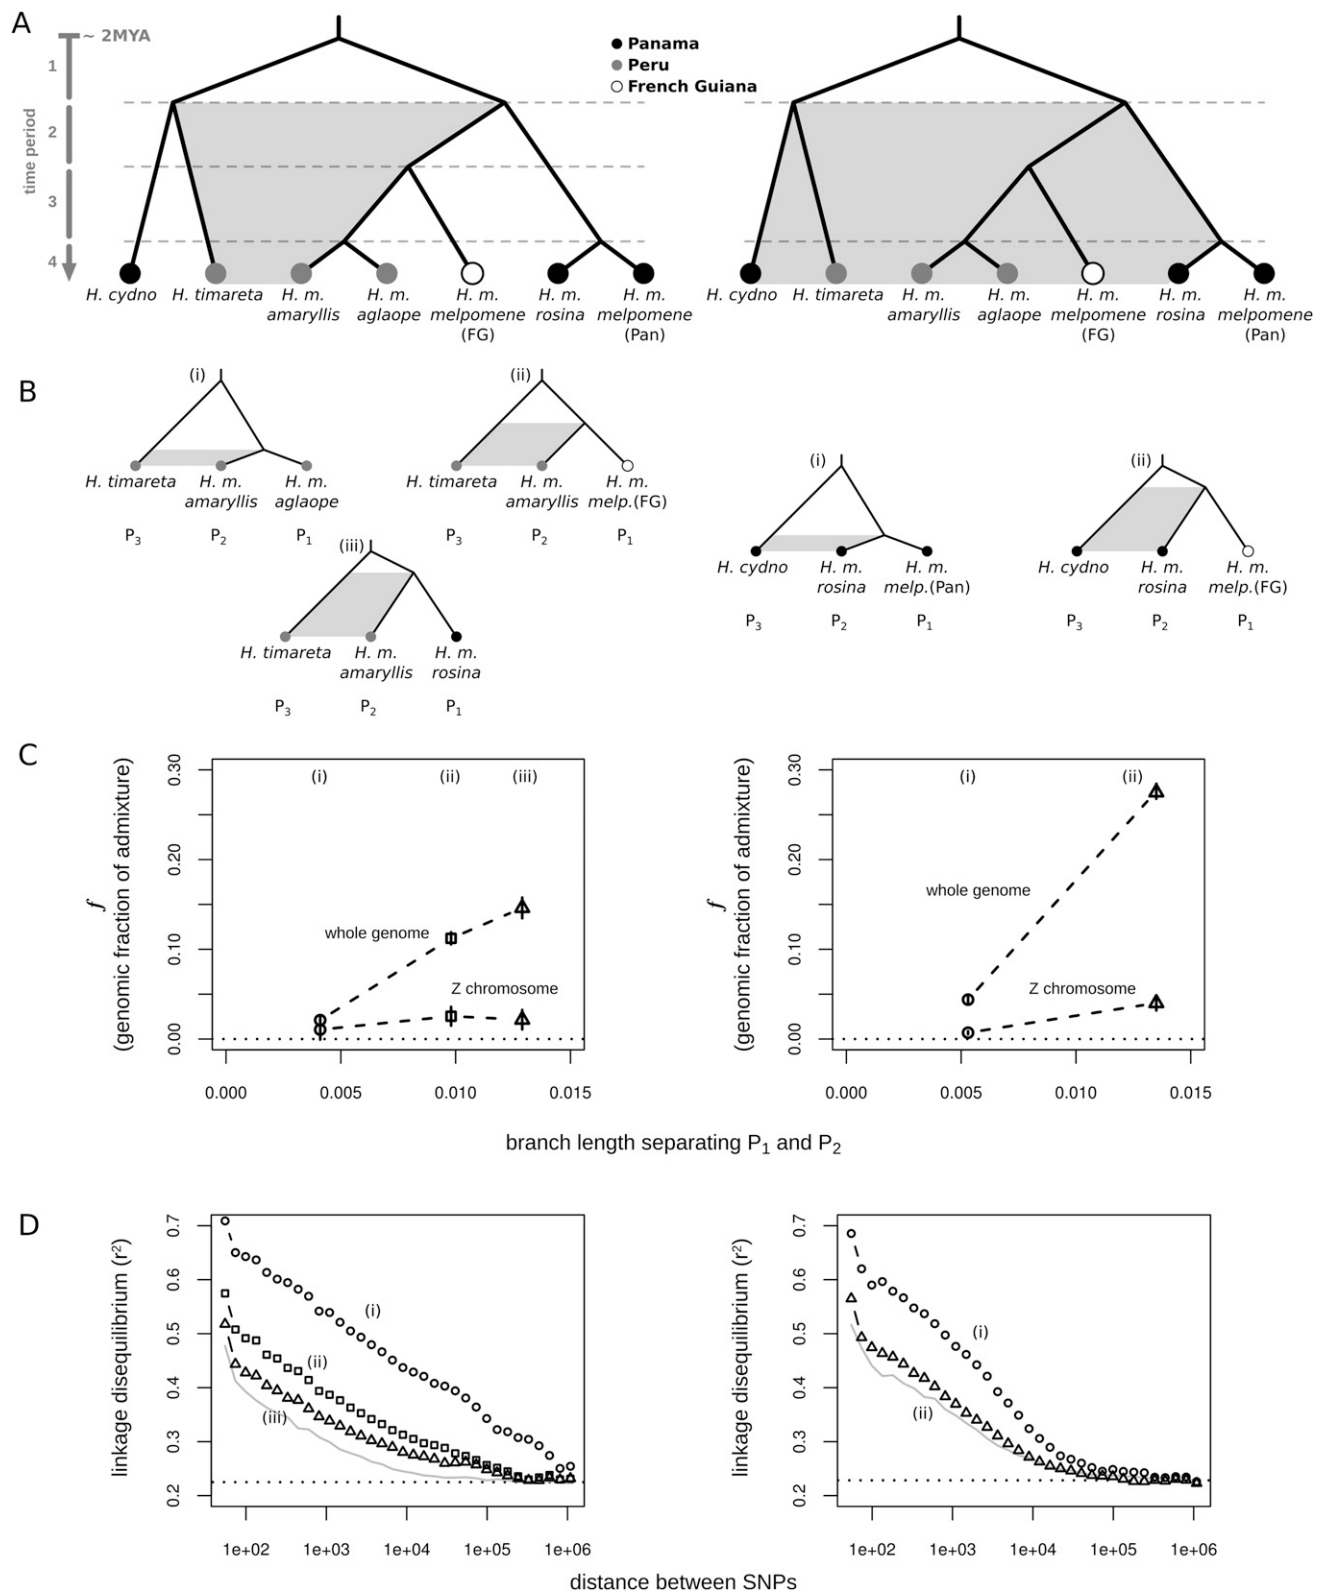 A
~ 2MYA
1
2
3
4
time period
Panama
Peru
French Guiana
H. cydno
H. timareta
H. m.
amaryllis
H. m.
aglaope
H. m.
melpomene
(FG)
H. m.
rosina
H. m.
melpomene
(Pan)
H. cydno
H. timareta
H. m.
amaryllis
H. m.
aglaope
H. m.
melpomene
(FG)
H. m.
rosina
H. m.
melpomene
(Pan)
B
(i)
H. timareta
H. m.
amaryllis
H. m.
aglaope
P3
P2
P1
(ii)
H. timareta
H. m.
amaryllis
H. m.
melp.(FG)
P3
P2
P1
(iii)
H. timareta
H. m.
amaryllis
H. m.
rosina
P3
P2
P1
(i)
H. cydno
H. m.
rosina
H. m.
melp.(Pan)
P3
P2
P1
(ii)
H. cydno
H. m.
rosina
H. m.
melp.(FG)
P3
P2
P1
C
f
(genomic fraction of admixture)
0.30
0.20
0.10
0.00
(i)
(ii)
(iii)
whole genome
Z chromosome
0.000
0.005
0.010
0.015
f
(genomic fraction of admixture)
0.30
0.20
0.10
0.00
(i)
(ii)
whole genome
Z chromosome
0.000
0.005
0.010
0.015
branch length separating P1 and P2
D
linkage disequilibrium (r²)
0.7
0.6
0.5
0.4
0.3
0.2
(i)
(ii)
(iii)
1e+02
1e+03
1e+04
1e+05
1e+06
linkage disequilibrium (r²)
0.7
0.6
0.5
0.4
0.3
0.2
(i)
(ii)
1e+02
1e+03
1e+04
1e+05
1e+06
distance between SNPs